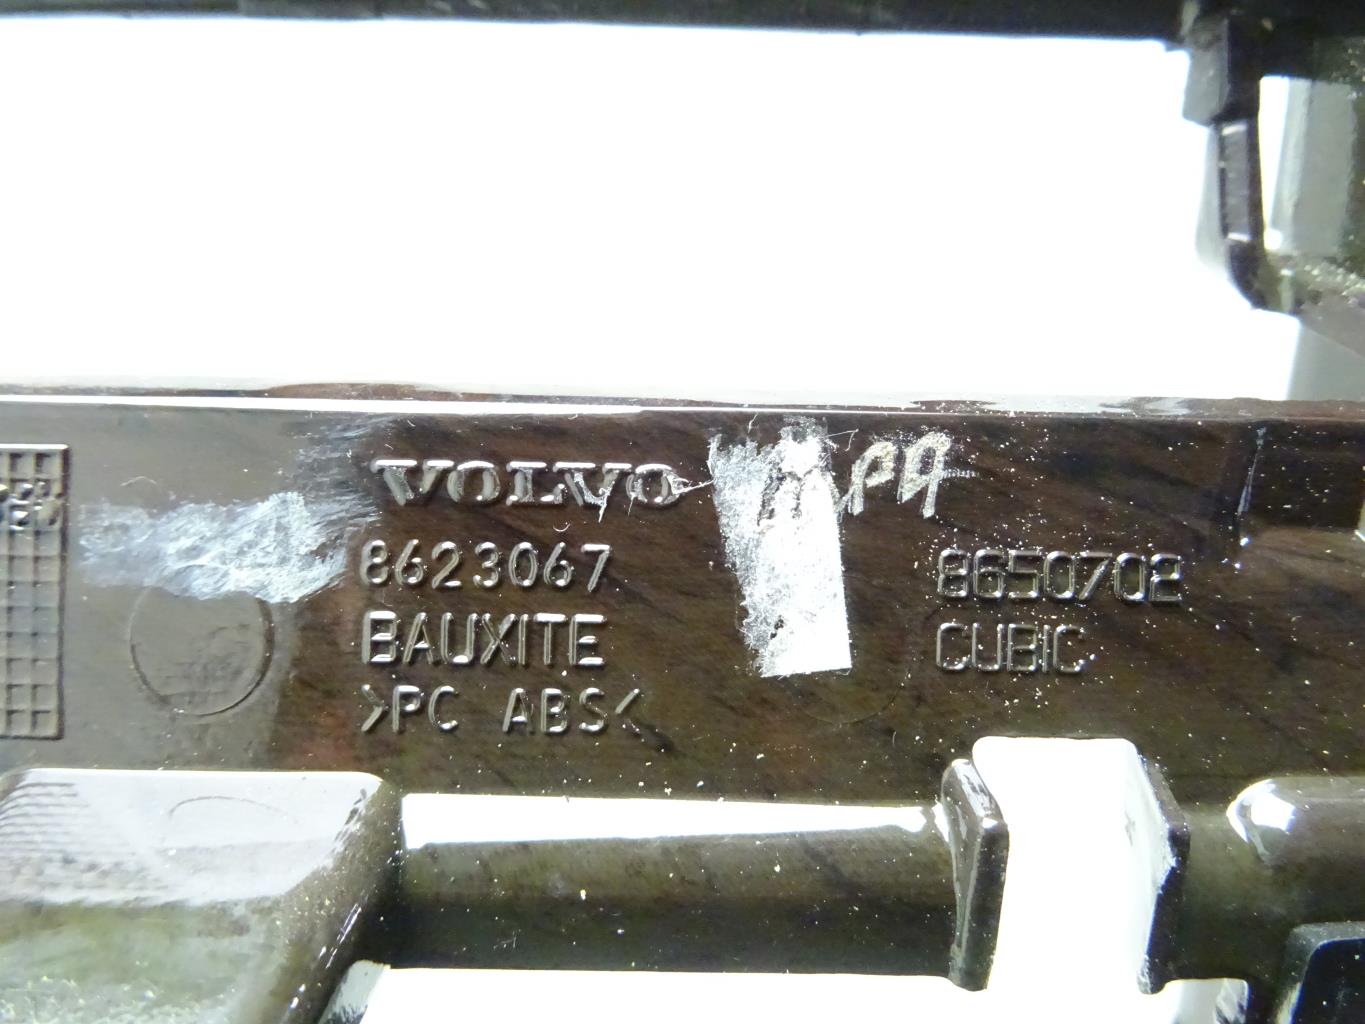 VOLVO
8623067
BAUXITE
>PC ABS<
8650702
CUBIC